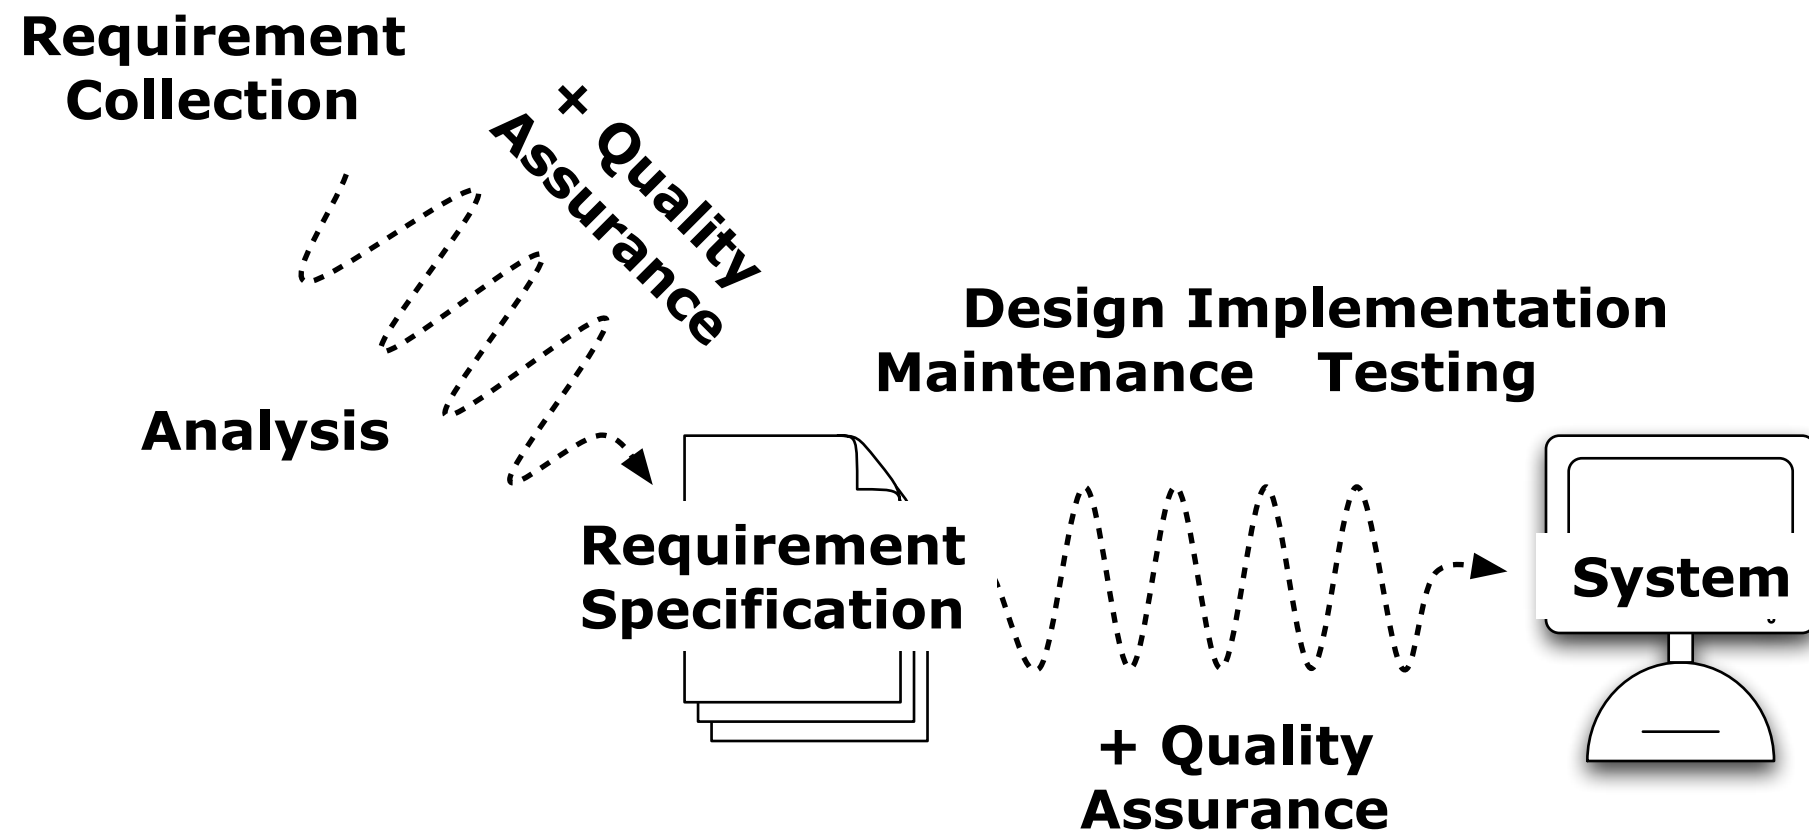 Requirement
Collection
+ Quality
Assurance
Analysis
Design Implementation
Maintenance Testing
Requirement
Specification
System
+ Quality
Assurance